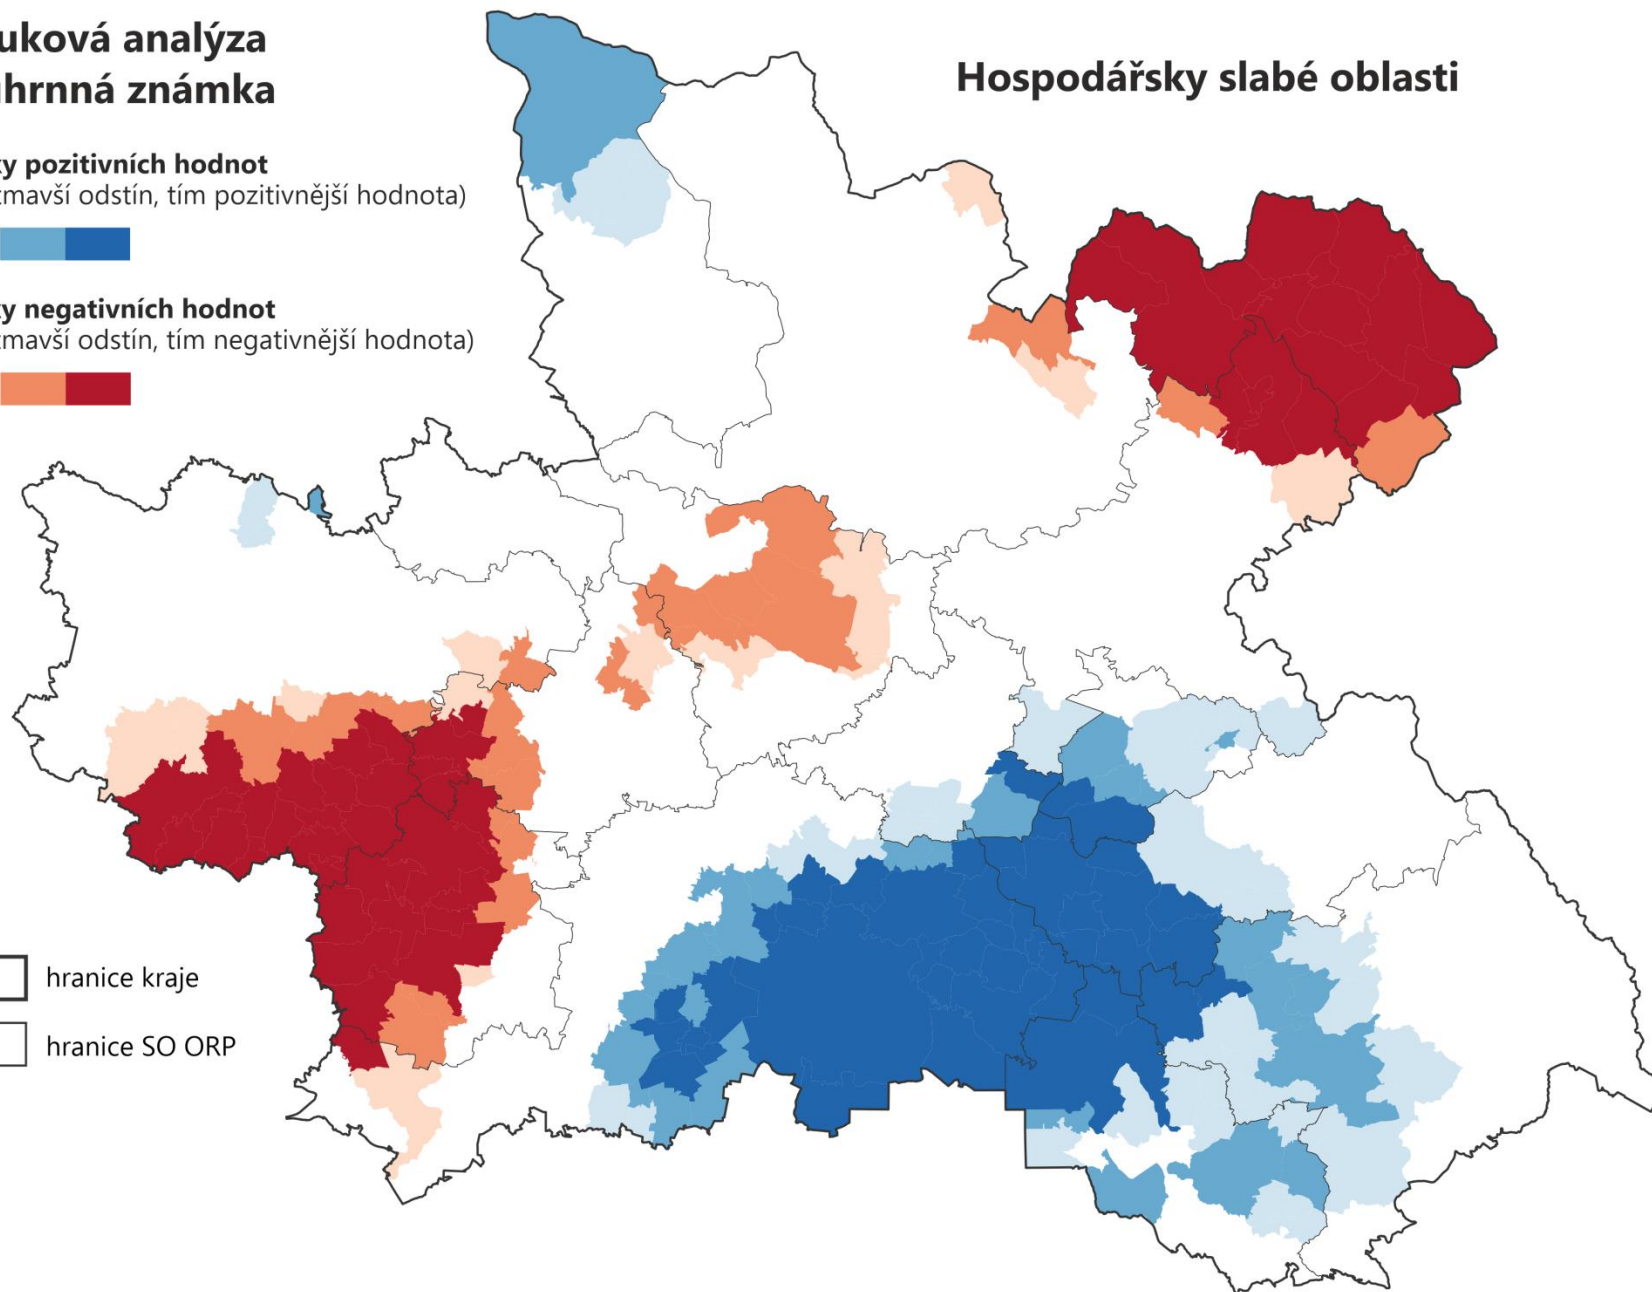 uková analýza
hrnná známka
Hospodářsky slabé oblasti
y pozitivních hodnot
tmavší odstín, tím pozitivnější hodnota)
y negativních hodnot
tmavší odstín, tím negativnější hodnota)
hranice kraje
hranice SO ORP